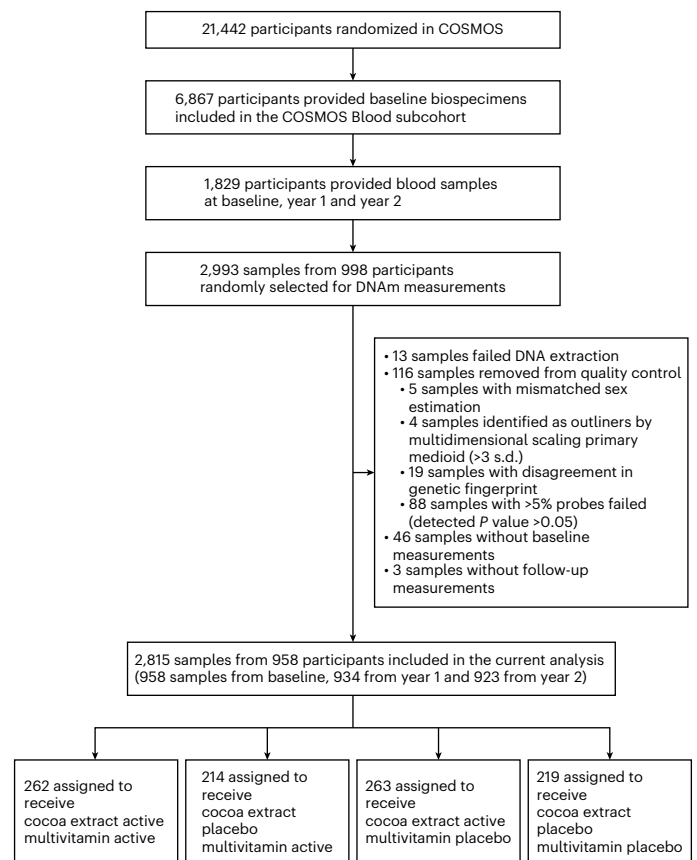 21,442 participants randomized in COSMOS
6,867 participants provided baseline biospecimens
included in the COSMOS Blood subcohort
1,829 participants provided blood samples
at baseline, year 1 and year 2
2,993 samples from 998 participants
randomly selected for DNAm measurements
• 13 samples failed DNA extraction
• 116 samples removed from quality control
• 5 samples with mismatched sex
estimation
• 4 samples identified as outliners by
multidimensional scaling primary
medioid (>3 s.d.)
• 19 samples with disagreement in
genetic fingerprint
• 88 samples with >5% probes failed
(detected P value >0.05)
• 46 samples without baseline
measurements
• 3 samples without follow-up
measurements
2,815 samples from 958 participants included in the current analysis
(958 samples from baseline, 934 from year 1 and 923 from year 2)
262 assigned to
receive
cocoa extract active
multivitamin active
214 assigned to
receive
cocoa extract
placebo
multivitamin active
263 assigned to
receive
cocoa extract active
multivitamin placebo
219 assigned to
receive
cocoa extract
placebo
multivitamin placebo